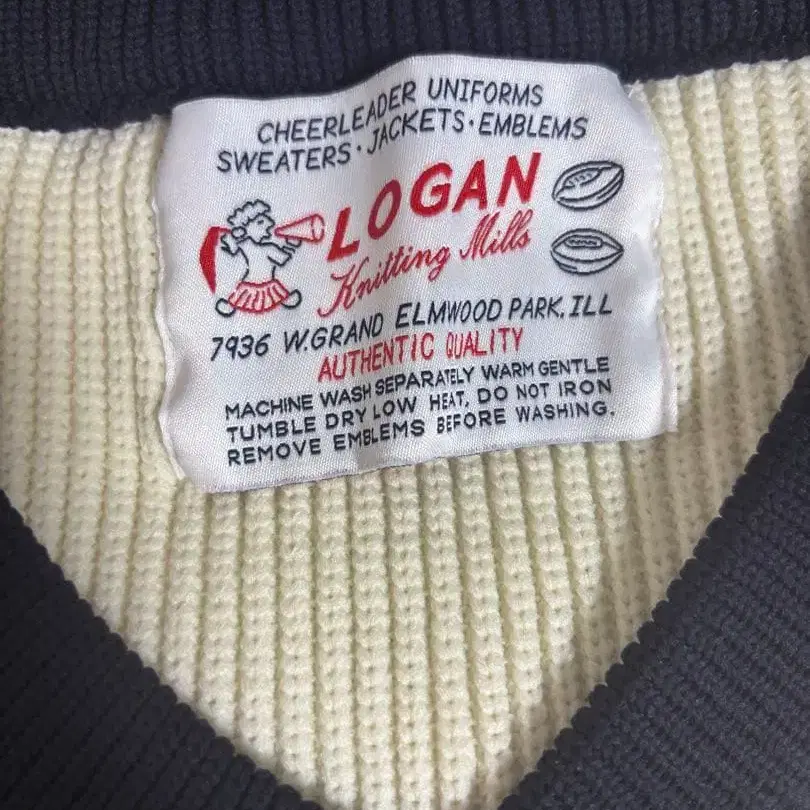 CHEERLEADER UNIFORMS
SWEATERS · JACKETS · EMBLEMS
LOGAN
Knitting Mills
7936 W.GRAND ELMWOOD PARK, ILL
AUTHENTIC QUALITY
MACHINE WASH SEPARATELY WARM GENTLE
TUMBLE DRY LOW HEAT, DO NOT IRON
REMOVE EMBLEMS BEFORE WASHING.